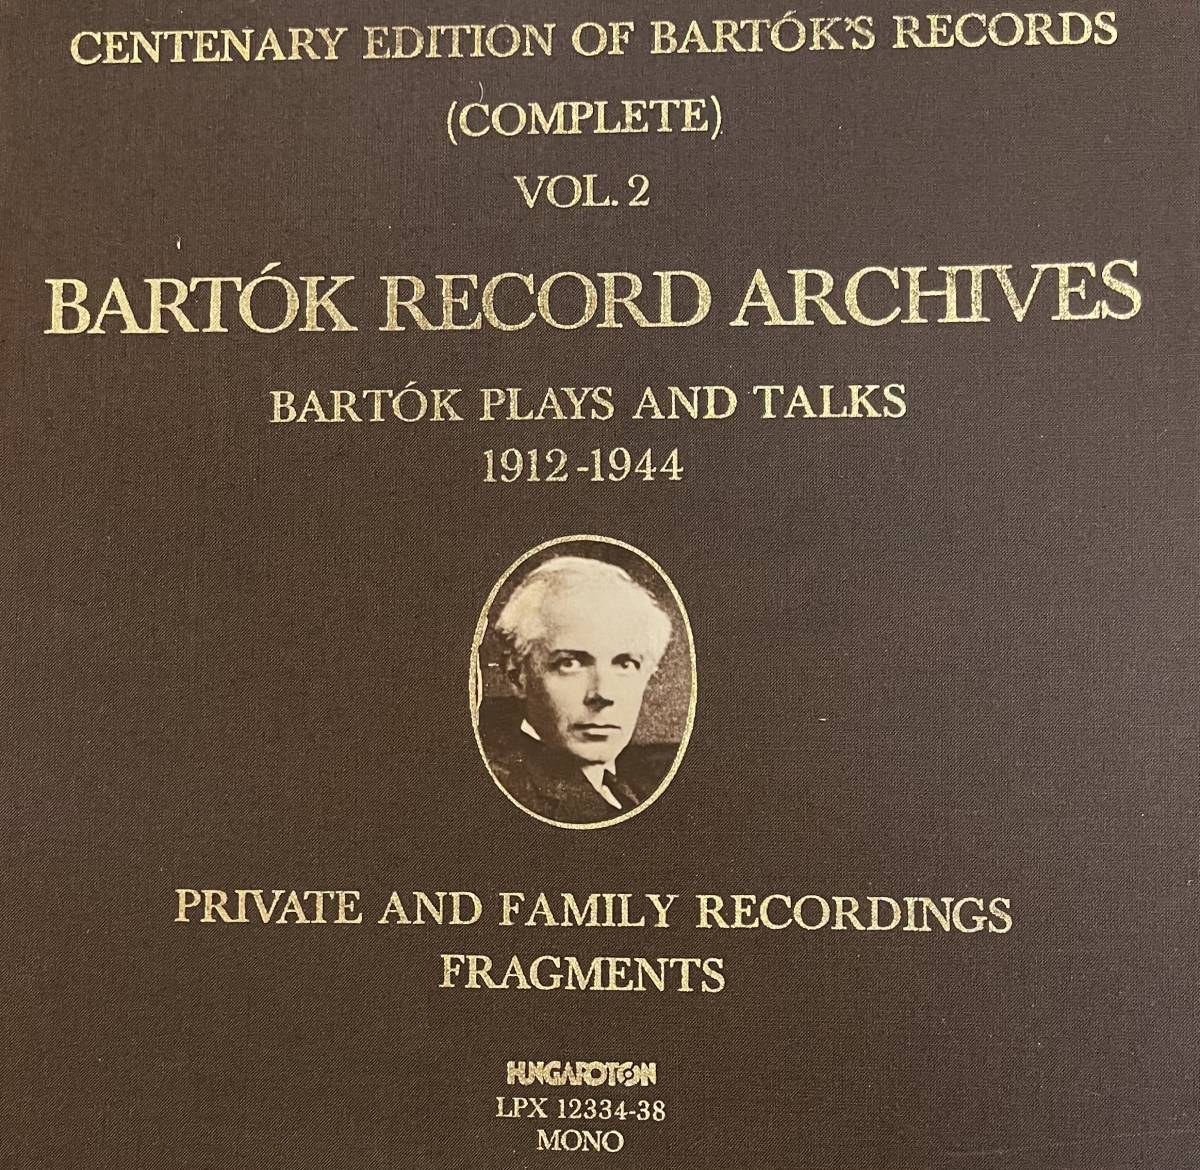 CENTENARY EDITION OF BARTÓK'S RECORDS
(COMPLETE)
VOL. 2
BARTÓK RECORD ARCHIVES
BARTÓK PLAYS AND TALKS
1912-1944
PRIVATE AND FAMILY RECORDINGS
FRAGMENTS
HUNGAROTON
LPX 12334-38
MONO